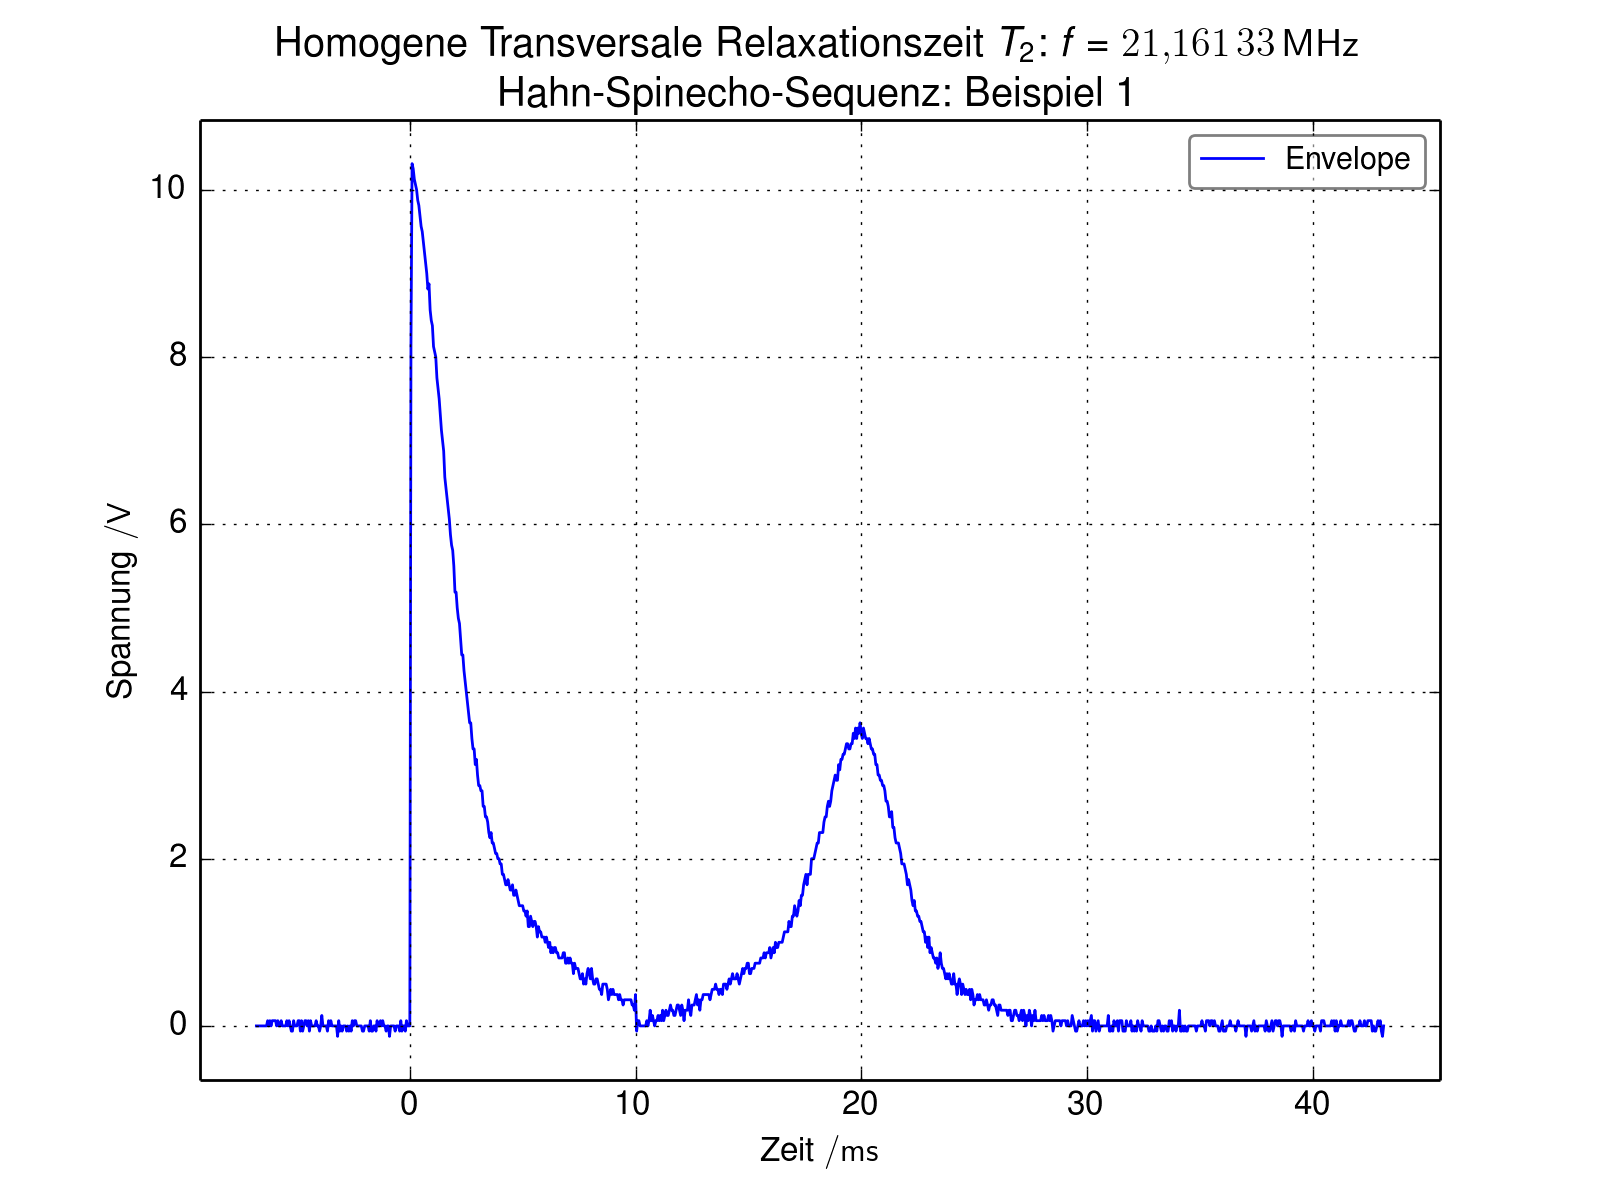 Homogene Transversale Relaxationszeit T₂: f = 21,161 33 MHz
Hahn-Spinecho-Sequenz: Beispiel 1
Envelope
10
8
6
4
2
0
Spannung /V
0 10 20 30 40
Zeit /ms